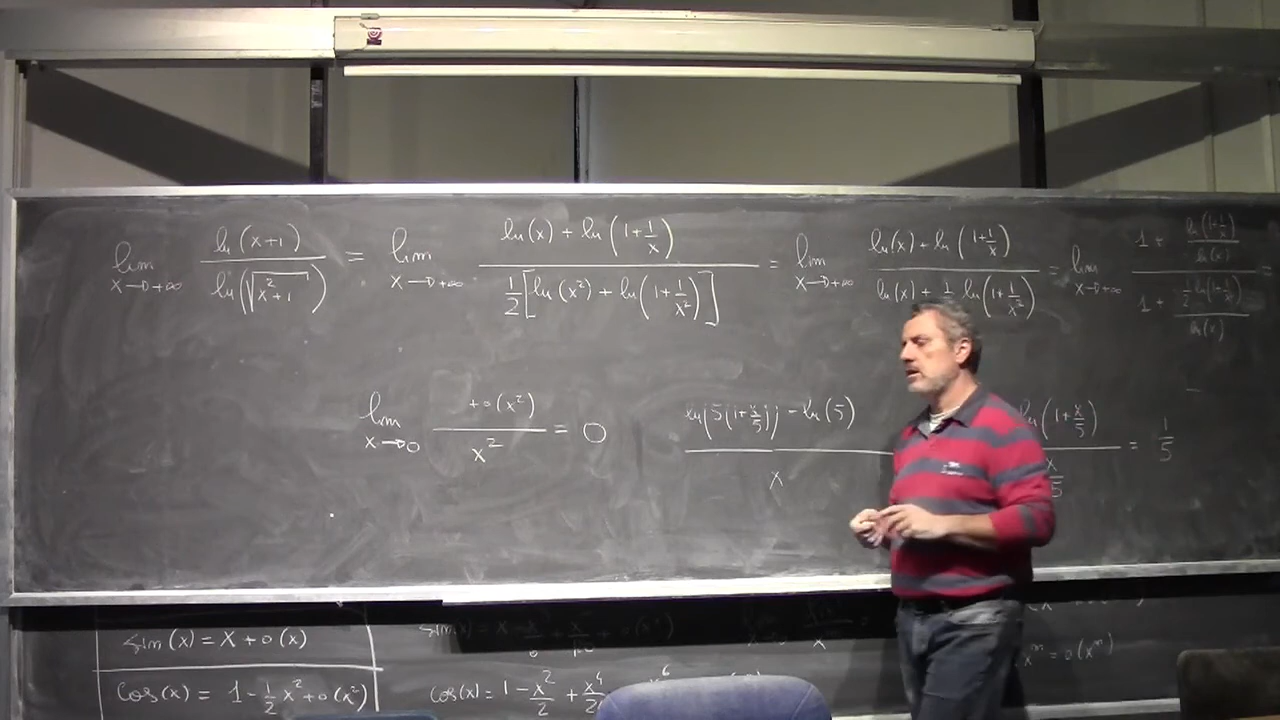 lim x→+∞ ln(x+1) / ln(√(x²+1)) = lim x→+∞ (ln(x) + ln(1+1/x)) / (1/2[ln(x²) + ln(1+1/x²)]) = lim x→+∞ (ln(x) + ln(1+1/x)) / (ln(x) + 1/2 ln(1+1/x²)) = lim x→+∞ (1 + ln(1+1/x)/ln(x)) / (1 + 1/2 ln(1+1/x²)/ln(x)) =
lim x→0 +o(x²) / x² = 0
ln(5(1+x/5)) - ln(5) / x
ln(1+x/5) / x/5 = 1/5
sin(x) = x + o(x)
cos(x) = 1 - 1/2 x² + o(x²)
cos(x) = 1 - x²/2 + x⁴
= o(xᵐ)